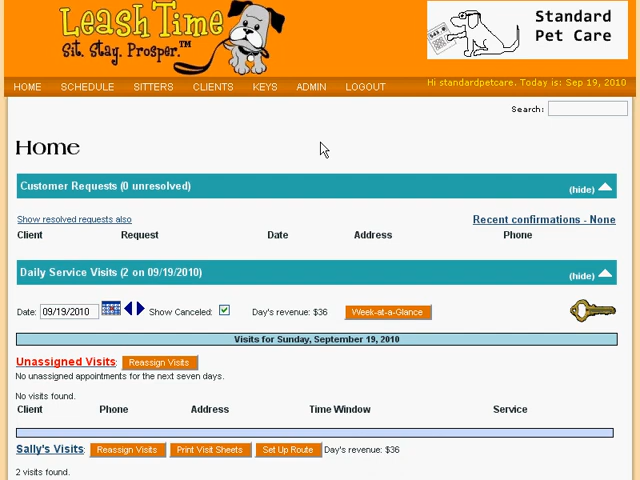 Leash Time
Sit. Stay. Prosper.™
Standard
Pet Care
HOME SCHEDULE SITTERS CLIENTS KEYS ADMIN LOGOUT
Hi standardpetcare. Today is: Sep 19, 2010
Search:
Home
Customer Requests (0 unresolved) (hide)
Show resolved requests also Recent confirmations - None
Client Request Date Address Phone
Daily Service Visits (2 on 09/19/2010) (hide)
Date: 09/19/2010 Show Canceled: Day's revenue: $36 Week-at-a-Glance
Visits for Sunday, September 19, 2010
Unassigned Visits: Reassign Visits
No unassigned appointments for the next seven days.
No visits found.
Client Phone Address Time Window Service
Sally's Visits: Reassign Visits Print Visit Sheets Set Up Route Day's revenue: $36
2 visits found.